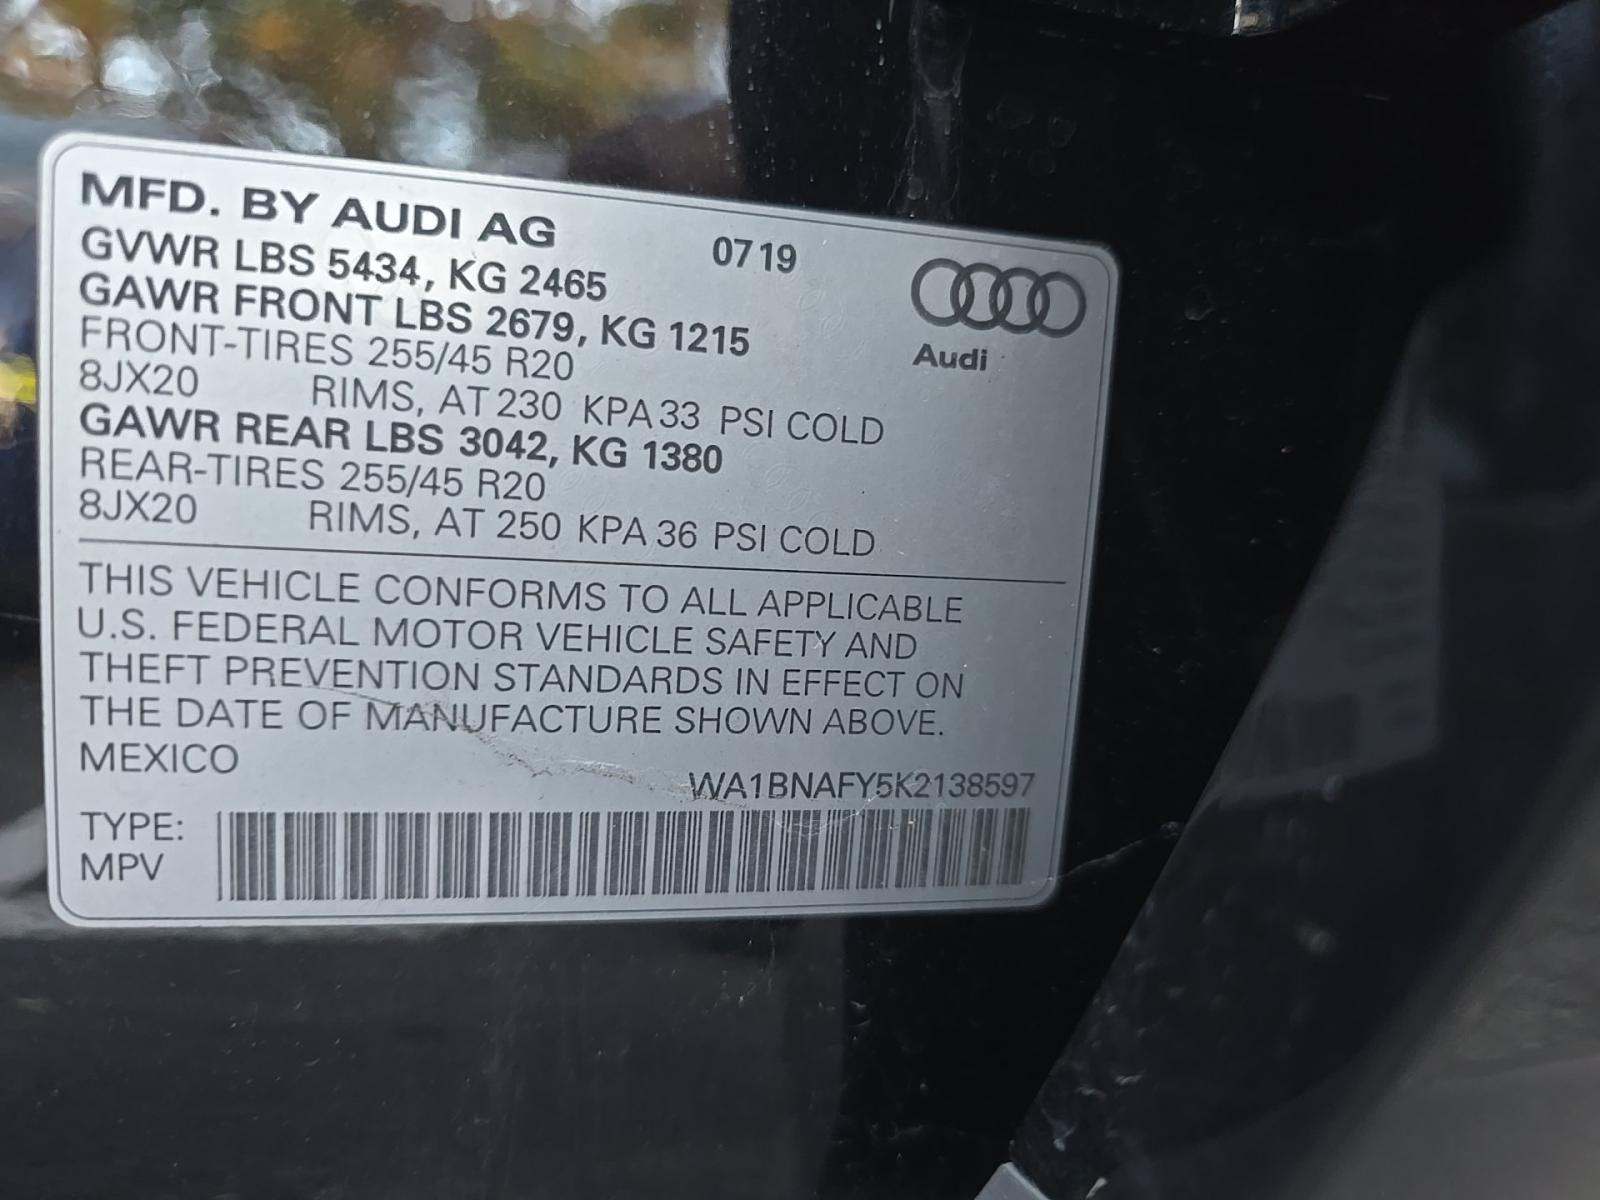 MFD. BY AUDI AG
0719
GVWR LBS 5434, KG 2465
GAWR FRONT LBS 2679, KG 1215
FRONT-TIRES 255/45 R20
8JX20 RIMS, AT 230 KPA 33 PSI COLD
GAWR REAR LBS 3042, KG 1380
REAR-TIRES 255/45 R20
8JX20 RIMS, AT 250 KPA 36 PSI COLD
Audi
THIS VEHICLE CONFORMS TO ALL APPLICABLE
U.S. FEDERAL MOTOR VEHICLE SAFETY AND
THEFT PREVENTION STANDARDS IN EFFECT ON
THE DATE OF MANUFACTURE SHOWN ABOVE.
MEXICO
WA1BNAFY5K2138597
TYPE:
MPV